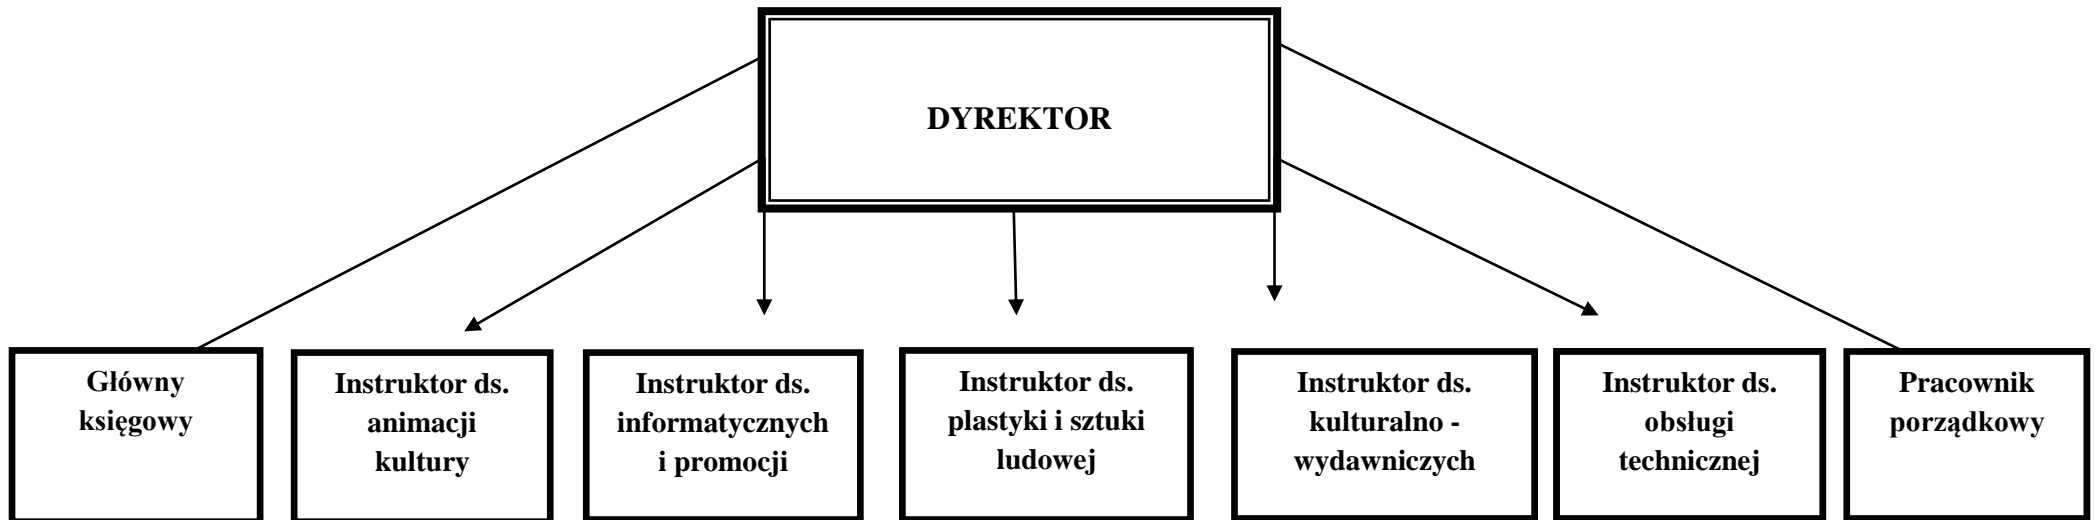 DYREKTOR
Główny
księgowy
Instruktor ds.
animacji
kultury
Instruktor ds.
informatycznych
i promocji
Instruktor ds.
plastyki i sztuki
ludowej
Instruktor ds.
kulturalno -
wydawniczych
Instruktor ds.
obsługi
technicznej
Pracownik
porządkowy